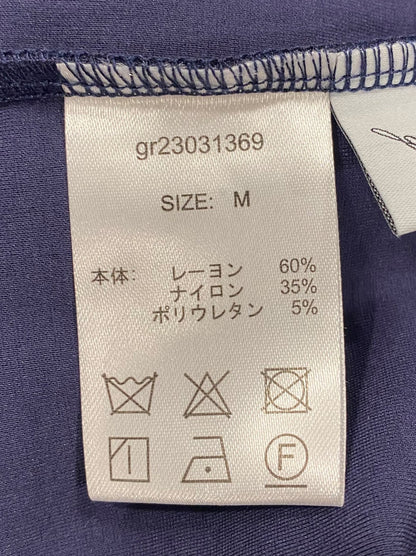 gr23031369
SIZE: M
本体: レーヨン 60%
ナイロン 35%
ポリウレタン 5%
F